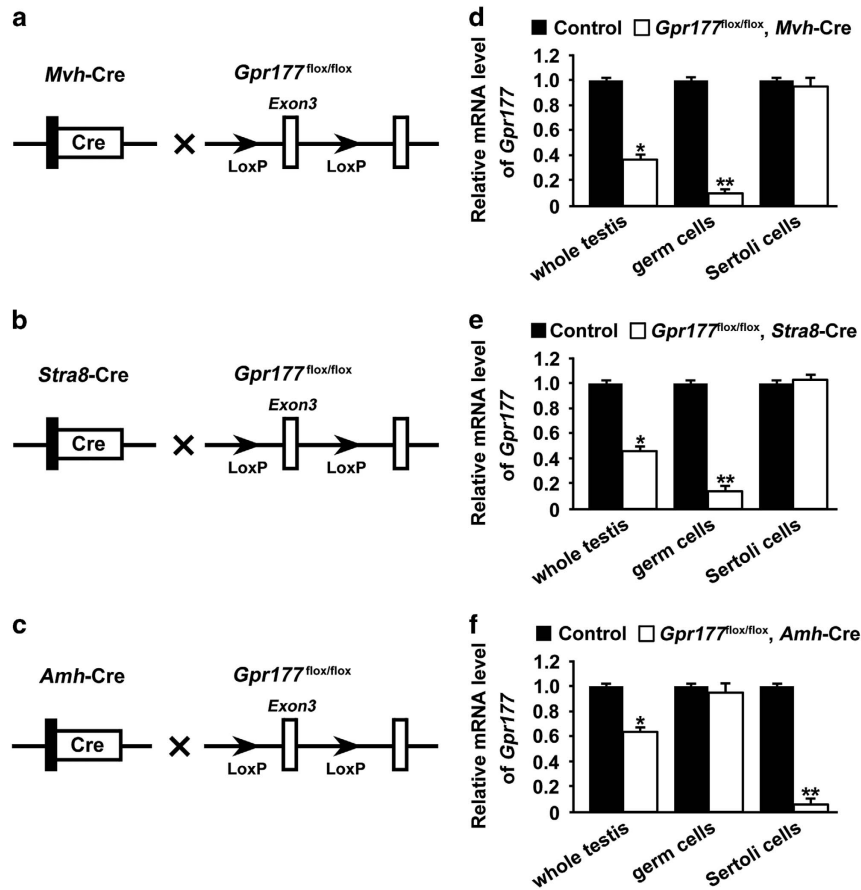 a
Mvh-Cre
Gpr177flox/flox
Exon3
Cre
×
LoxP
LoxP
d
Control Gpr177flox/flox, Mvh-Cre
Relative mRNA level
of Gpr177
1.2
1.0
0.8
0.6
0.4
0.2
0
*
**
whole testis
germ cells
Sertoli cells
b
Stra8-Cre
Gpr177flox/flox
Exon3
Cre
×
LoxP
LoxP
e
Control Gpr177flox/flox, Stra8-Cre
Relative mRNA level
of Gpr177
1.2
1.0
0.8
0.6
0.4
0.2
0
*
**
whole testis
germ cells
Sertoli cells
c
Amh-Cre
Gpr177flox/flox
Exon3
Cre
×
LoxP
LoxP
f
Control Gpr177flox/flox, Amh-Cre
Relative mRNA level
of Gpr177
1.2
1.0
0.8
0.6
0.4
0.2
0
*
**
whole testis
germ cells
Sertoli cells